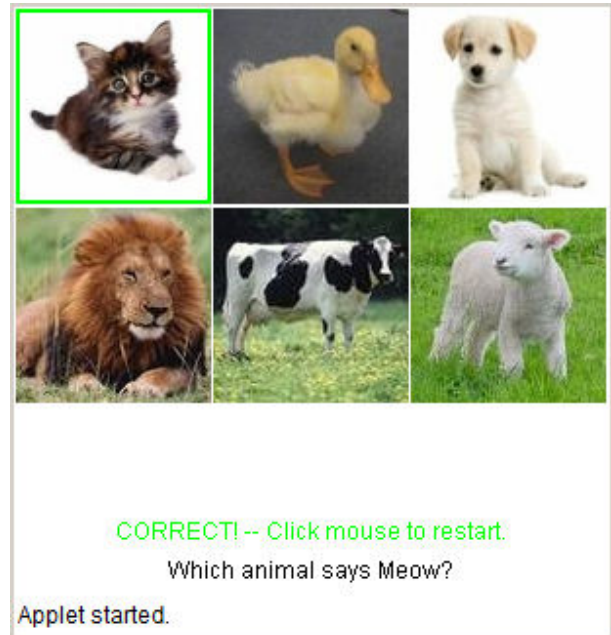 CORRECT! -- Click mouse to restart.
Which animal says Meow?
Applet started.